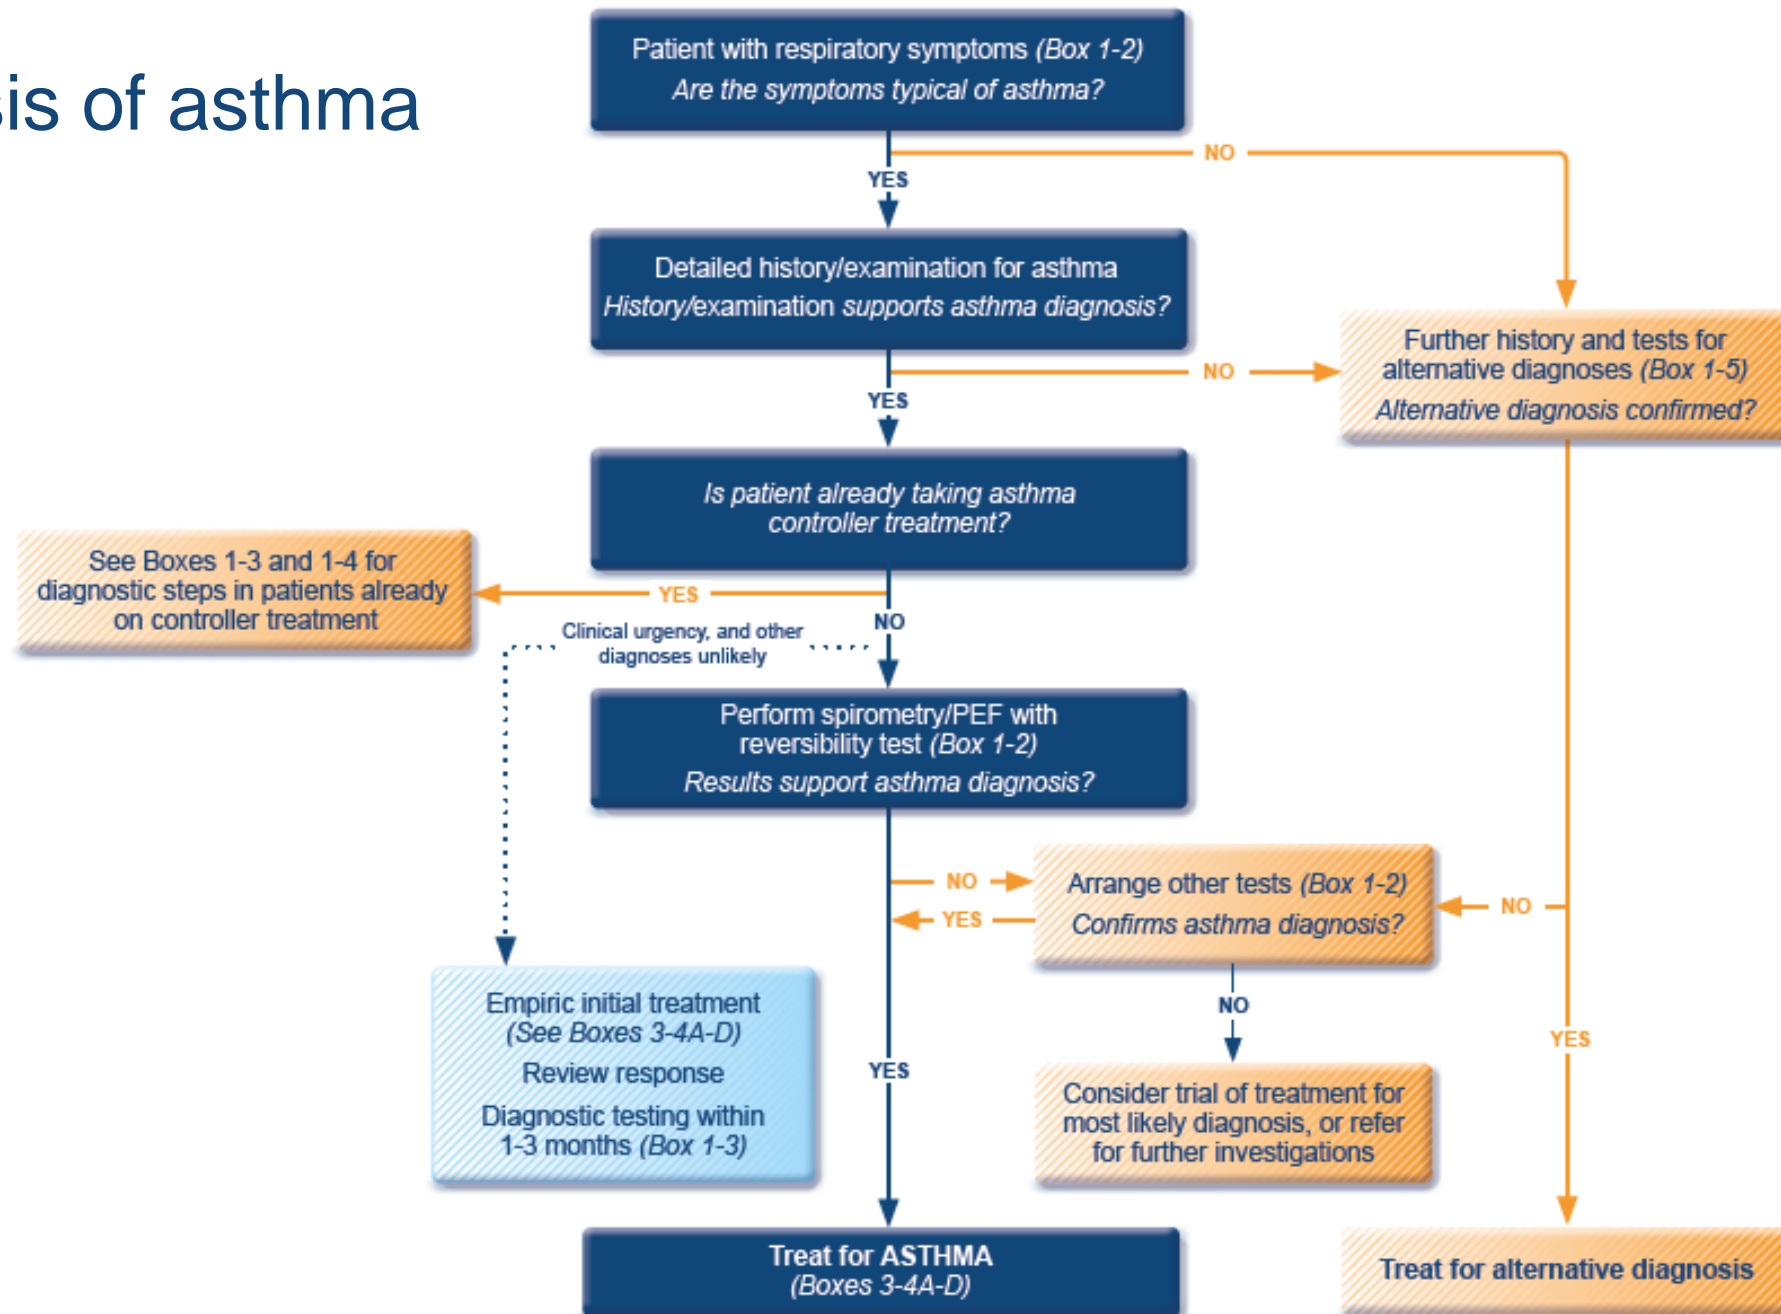 sis of asthma
Patient with respiratory symptoms (Box 1-2)
Are the symptoms typical of asthma?
NO
YES
Detailed history/examination for asthma
History/examination supports asthma diagnosis?
Further history and tests for
alternative diagnoses (Box 1-5)
Alternative diagnosis confirmed?
NO
YES
Is patient already taking asthma
controller treatment?
See Boxes 1-3 and 1-4 for
diagnostic steps in patients already
on controller treatment
YES
NO
Clinical urgency, and other
diagnoses unlikely
Perform spirometry/PEF with
reversibility test (Box 1-2)
Results support asthma diagnosis?
NO
YES
Arrange other tests (Box 1-2)
Confirms asthma diagnosis?
NO
Empiric initial treatment
(See Boxes 3-4A-D)
Review response
Diagnostic testing within
1-3 months (Box 1-3)
NO
YES
YES
Consider trial of treatment for
most likely diagnosis, or refer
for further investigations
Treat for ASTHMA
(Boxes 3-4A-D)
Treat for alternative diagnosis